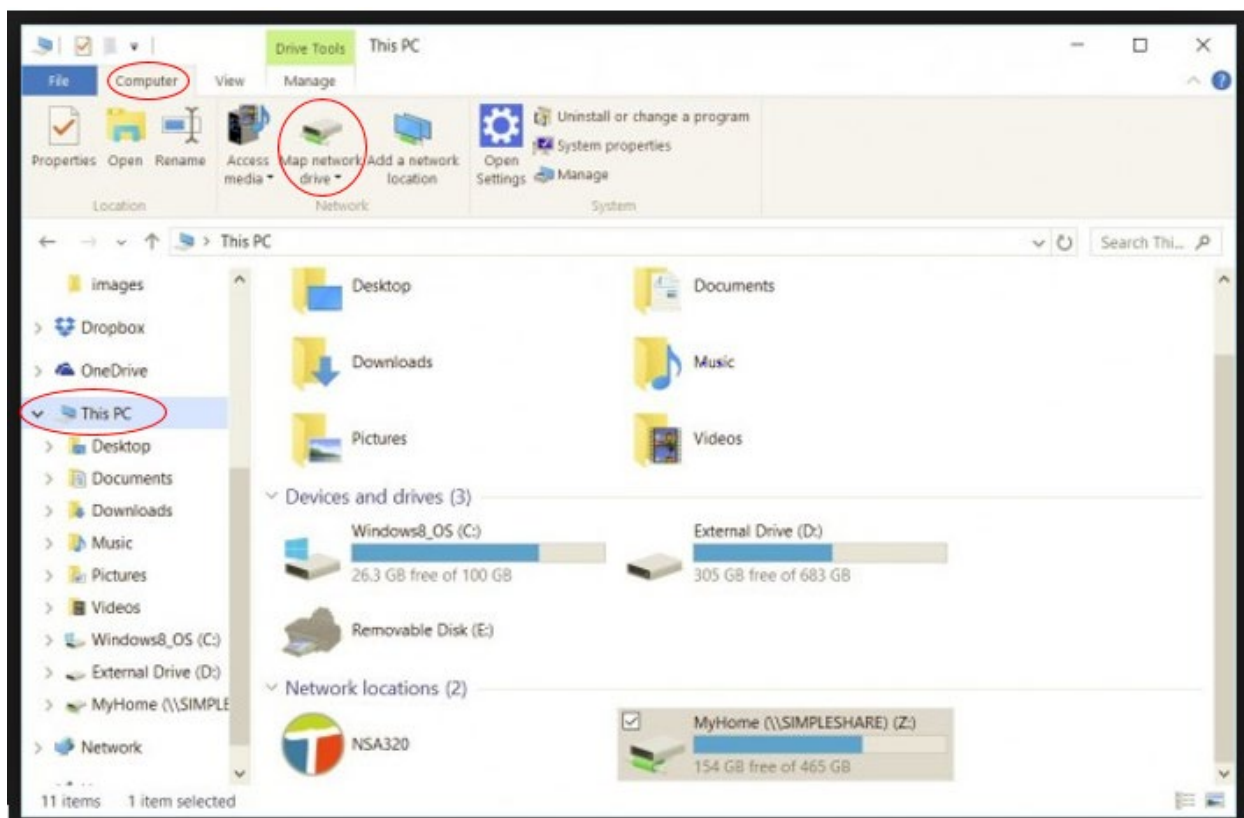 Drive Tools This PC
File Computer View Manage
Properties Open Rename Access media Map network drive Add a network location Open Settings
Uninstall or change a program
System properties
Manage
Location Network System
This PC Search Thi...
images
Dropbox
OneDrive
This PC
Desktop
Documents
Downloads
Music
Pictures
Videos
Windows8_OS (C:)
External Drive (D:)
MyHome (\\SIMPLE
Network
Desktop Documents
Downloads Music
Pictures Videos
Devices and drives (3)
Windows8_OS (C:) External Drive (D:)
26.3 GB free of 100 GB 305 GB free of 683 GB
Removable Disk (E:)
Network locations (2)
NSA320 MyHome (\\SIMPLESHARE) (Z:)
154 GB free of 465 GB
11 items 1 item selected